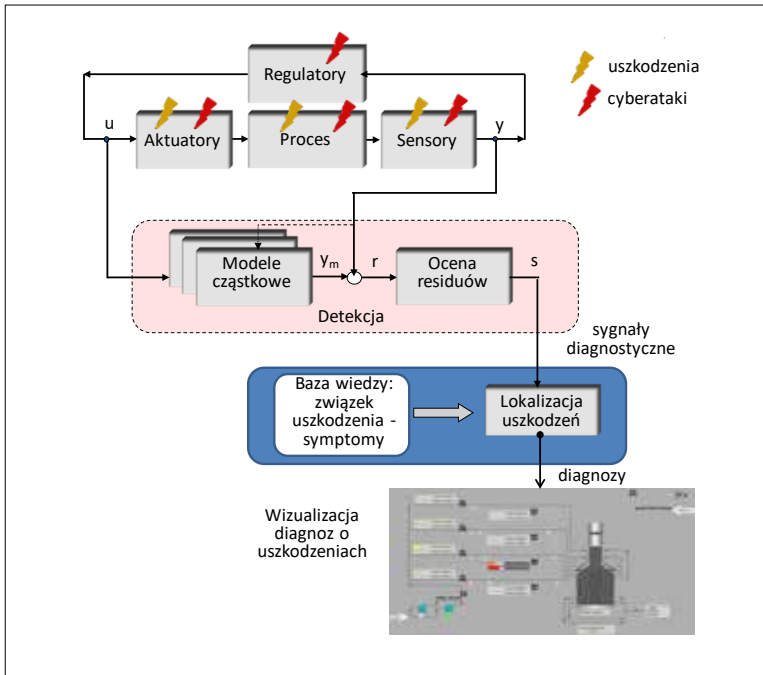 Regulatory
uszkodzenia
cyberataki
u
Aktuatory
Proces
Sensory
y
Modele
cząstkowe
y_m
r
Ocena
residuów
s
Detekcja
sygnały
diagnostyczne
Baza wiedzy:
związek
uszkodzenia -
symptomy
Lokalizacja
uszkodzeń
diagnozy
Wizualizacja
diagnoz o
uszkodzeniach